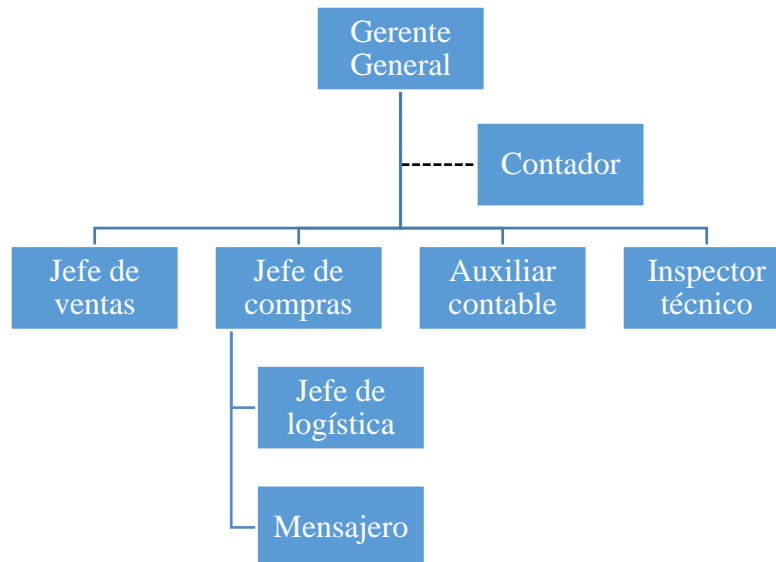 Gerente
General
Contador
Jefe de
ventas
Jefe de
compras
Auxiliar
contable
Inspector
técnico
Jefe de
logística
Mensajero